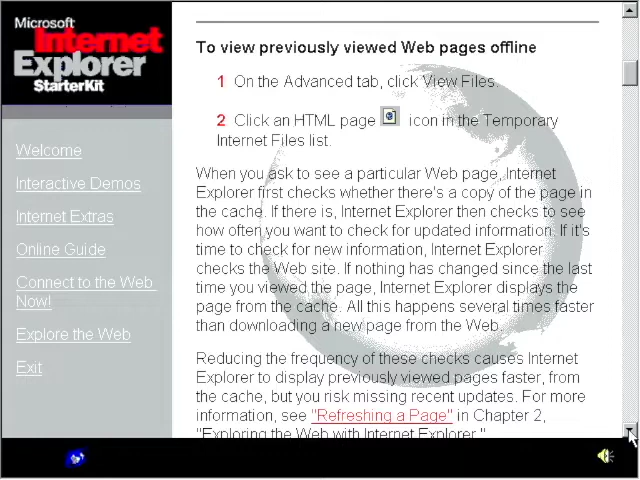 Microsoft
Internet
Explorer
StarterKit
Welcome
Interactive Demos
Internet Extras
Online Guide
Connect to the Web
Now!
Explore the Web
Exit
To view previously viewed Web pages offline
1 On the Advanced tab, click View Files.
2 Click an HTML page icon in the Temporary
Internet Files list.
When you ask to see a particular Web page, Internet
Explorer first checks whether there's a copy of the page in
the cache. If there is, Internet Explorer then checks to see
how often you want to check for updated information. If it's
time to check for new information, Internet Explorer
checks the Web site. If nothing has changed since the last
time you viewed the page, Internet Explorer displays the
page from the cache. All this happens several times faster
than downloading a new page from the Web.
Reducing the frequency of these checks causes Internet
Explorer to display previously viewed pages faster, from
the cache, but you risk missing recent updates. For more
information, see "Refreshing a Page" in Chapter 2,
"Exploring the Web with Internet Explorer."